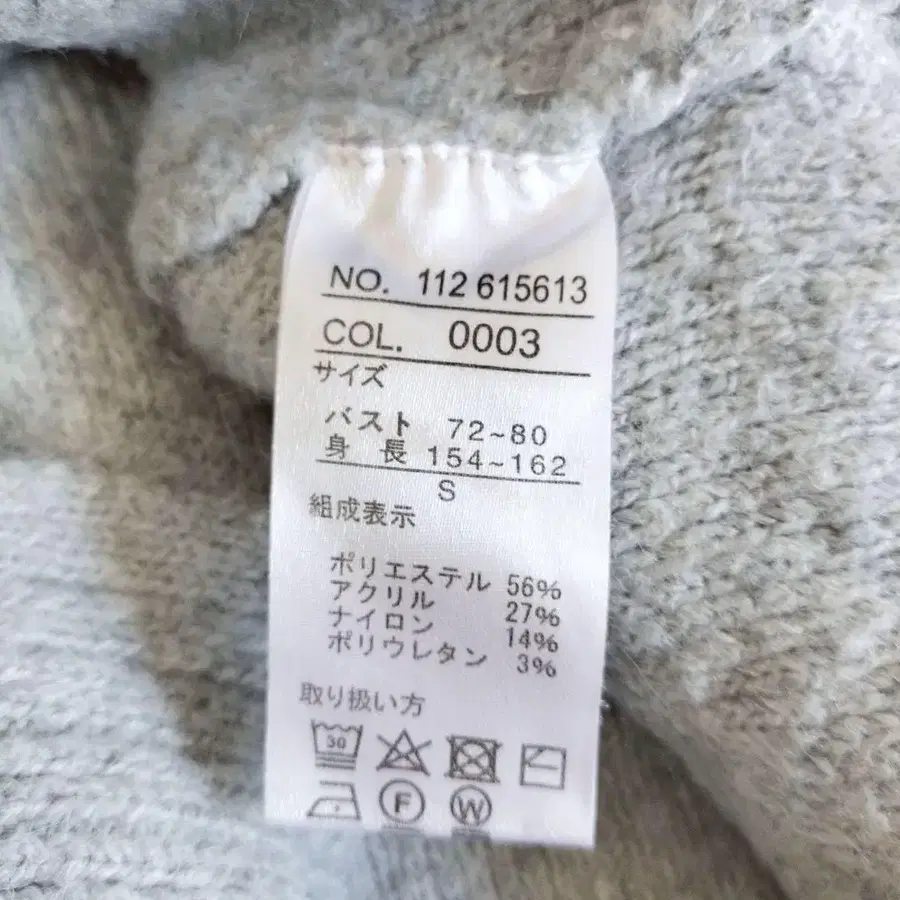 NO. 112 615613
COL. 0003
サイズ
バスト 72~80
身長 154~162
S
組成表示
ポリエステル 56%
アクリル 27%
ナイロン 14%
ポリウレタン 3%
取り扱い方
30
F
W